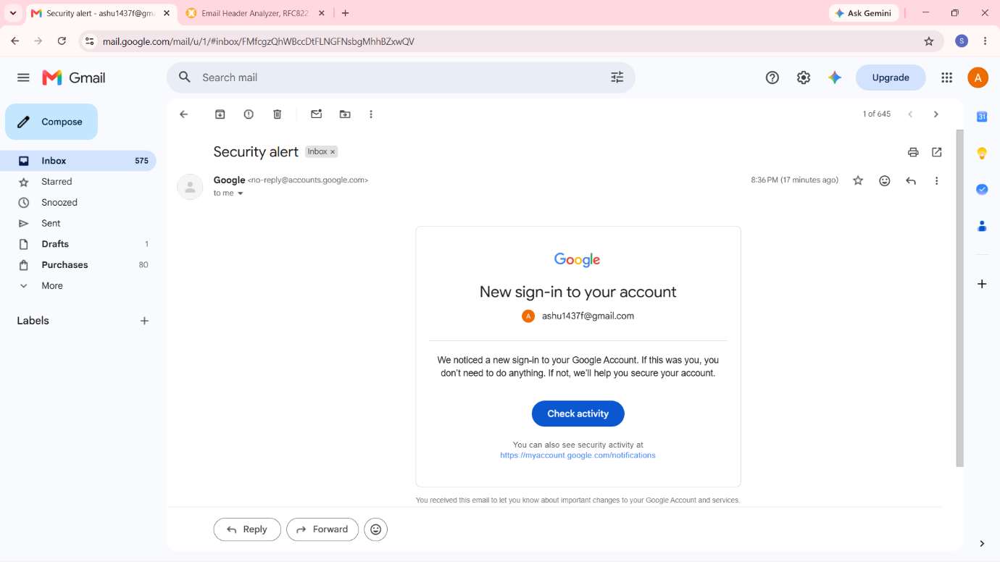 Security alert - ashu1437f@gma
Email Header Analyzer, RFC822
Ask Gemini
mail.google.com/mail/u/1/#inbox/FMfcgzQhWBccDtFLNGFNsbgMhhBZxwQV
S
Gmail
Search mail
Upgrade
A
Compose
1 of 645
31
Inbox 575
Security alert Inbox ×
Starred
Google <no-reply@accounts.google.com> 8:36 PM (17 minutes ago)
to me
Snoozed
Sent
Drafts 1
Purchases 80
More
Labels
Google
New sign-in to your account
A ashu1437f@gmail.com
We noticed a new sign-in to your Google Account. If this was you, you
don’t need to do anything. If not, we’ll help you secure your account.
Check activity
You can also see security activity at
https://myaccount.google.com/notifications
You received this email to let you know about important changes to your Google Account and services.
Reply
Forward